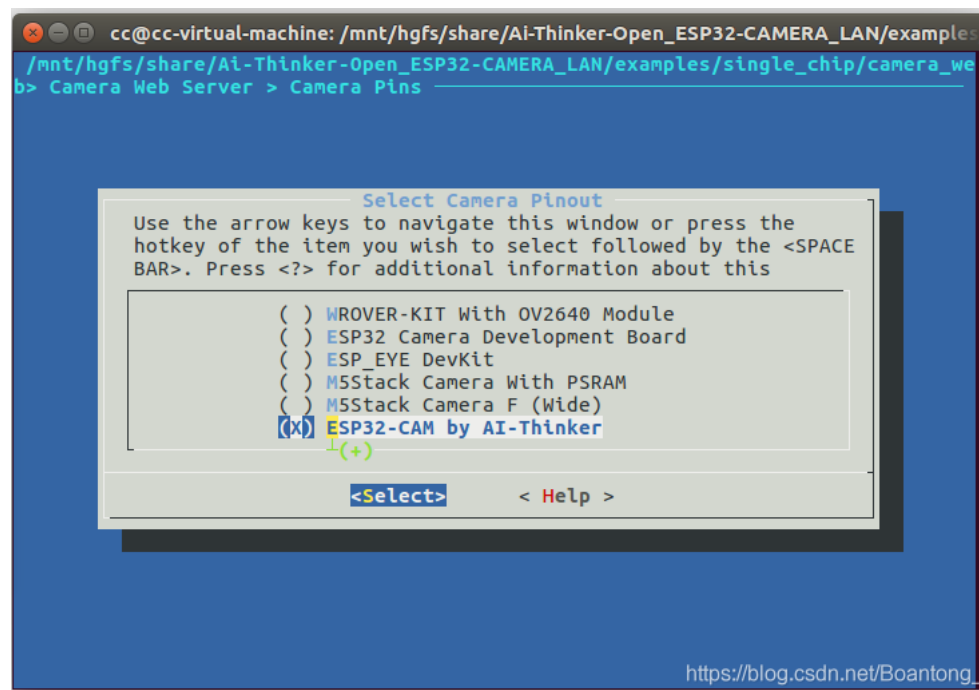 cc@cc-virtual-machine: /mnt/hgfs/share/Ai-Thinker-Open_ESP32-CAMERA_LAN/examples
/mnt/hgfs/share/Ai-Thinker-Open_ESP32-CAMERA_LAN/examples/single_chip/camera_we
b> Camera Web Server > Camera Pins
Select Camera Pinout
Use the arrow keys to navigate this window or press the
hotkey of the item you wish to select followed by the <SPACE
BAR>. Press <?> for additional information about this
( ) WROVER-KIT With OV2640 Module
( ) ESP32 Camera Development Board
( ) ESP_EYE DevKit
( ) M5Stack Camera With PSRAM
( ) M5Stack Camera F (Wide)
(X) ESP32-CAM by AI-Thinker
┴(+)
<Select> < Help >
https://blog.csdn.net/Boantong_